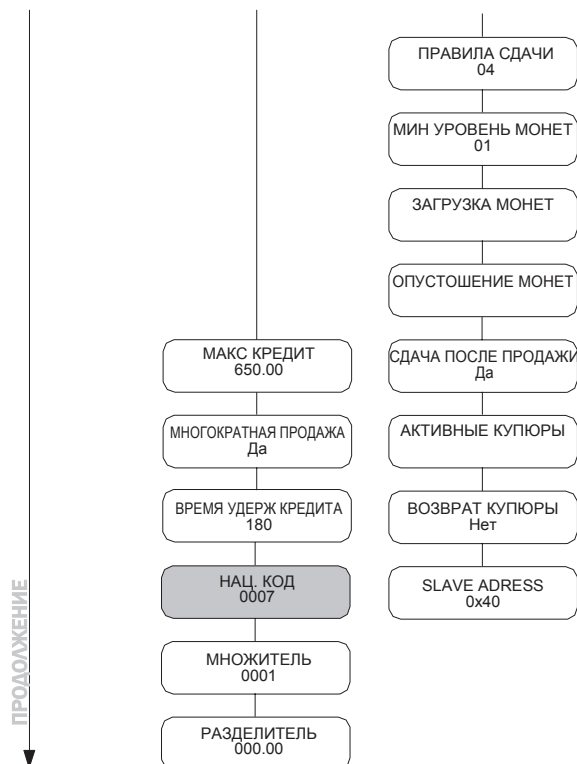 ПРАВИЛА СДАЧИ
04
МИН УРОВЕНЬ МОНЕТ
01
ЗАГРУЗКА МОНЕТ
ОПУСТОШЕНИЕ МОНЕТ
СДАЧА ПОСЛЕ ПРОДАЖИ
Да
АКТИВНЫЕ КУПЮРЫ
ВОЗВРАТ КУПЮРЫ
Нет
SLAVE ADRESS
0x40
МАКС КРЕДИТ
650.00
МНОГОКРАТНАЯ ПРОДАЖА
Да
ВРЕМЯ УДЕРЖ КРЕДИТА
180
НАЦ. КОД
0007
МНОЖИТЕЛЬ
0001
РАЗДЕЛИТЕЛЬ
000.00
ПРОДОЛЖЕНИЕ